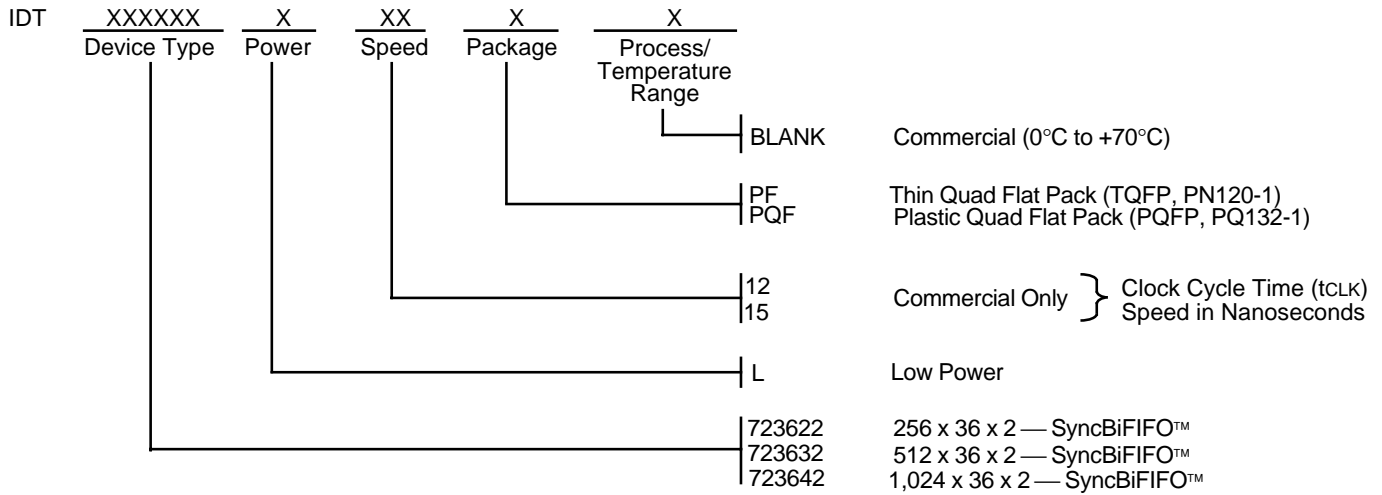 IDT XXXXXX X XX X X
Device Type Power Speed Package Process/
Temperature
Range
BLANK Commercial (0°C to +70°C)
PF Thin Quad Flat Pack (TQFP, PN120-1)
PQF Plastic Quad Flat Pack (PQFP, PQ132-1)
12
15
Commercial Only
Clock Cycle Time (tCLK)
Speed in Nanoseconds
L Low Power
723622 256 x 36 x 2 — SyncBiFIFO™
723632 512 x 36 x 2 — SyncBiFIFO™
723642 1,024 x 36 x 2 — SyncBiFIFO™